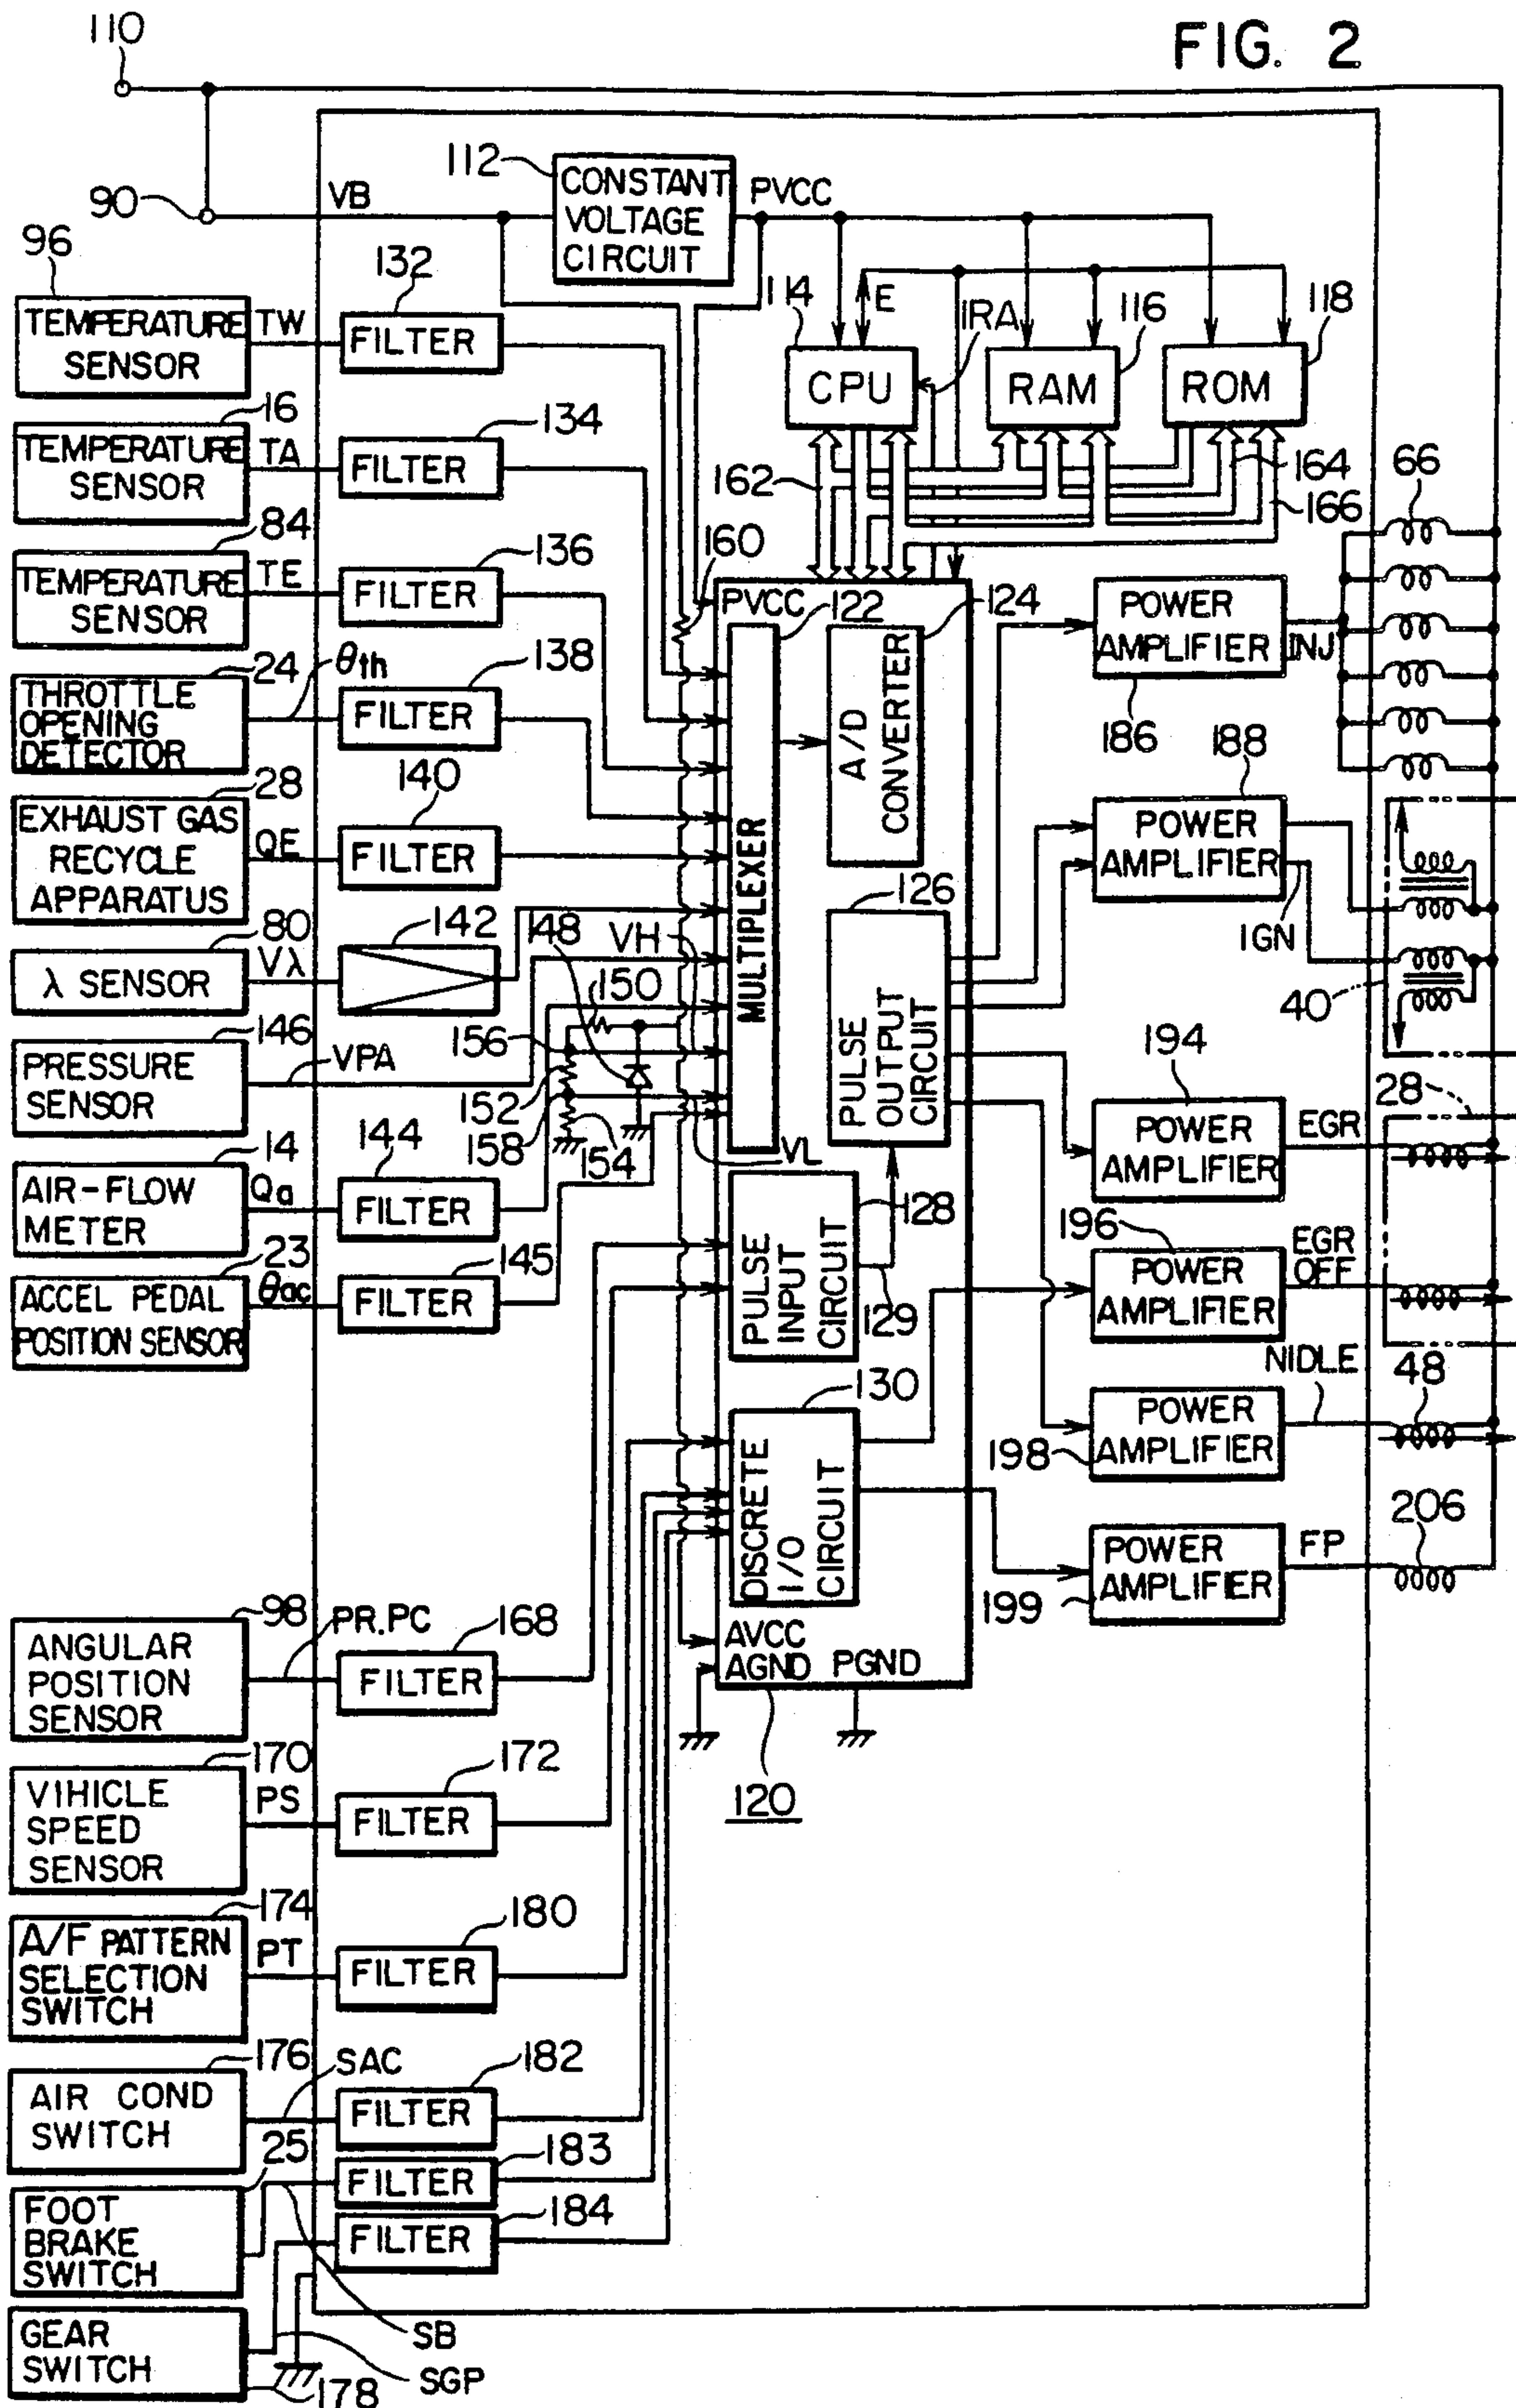 FIG. 2
110
90
VB
112
CONSTANT
VOLTAGE
CIRCUIT
PVCC
96
TEMPERATURE
SENSOR
TW
132
FILTER
114
E
IRA
116
118
CPU
RAM
ROM
16
TEMPERATURE
SENSOR
TA
134
FILTER
162
164
166
66
84
TEMPERATURE
SENSOR
TE
136
FILTER
160
PVCC
122
124
POWER
AMPLIFIER
INJ
186
24
THROTTLE
OPENING
DETECTOR
θth
138
FILTER
MULTIPLEXER
A/D
CONVERTER
28
EXHAUST GAS
RECYCLE
APPARATUS
QE
140
FILTER
188
POWER
AMPLIFIER
IGN
40
80
λ SENSOR
Vλ
142
148
VH
150
126
PULSE
OUTPUT
CIRCUIT
146
PRESSURE
SENSOR
VPA
156
152
158
154
VL
194
POWER
AMPLIFIER
EGR
28
14
AIR-FLOW
METER
Qa
144
FILTER
128
PULSE
INPUT
CIRCUIT
129
196
POWER
AMPLIFIER
EGR
OFF
23
ACCEL PEDAL
POSITION SENSOR
θac
145
FILTER
130
DISCRETE
I/O
CIRCUIT
NIDLE
48
POWER
AMPLIFIER
198
206
POWER
AMPLIFIER
FP
199
98
ANGULAR
POSITION
SENSOR
PR.PC
168
FILTER
AVCC
AGND
PGND
120
170
VIHICLE
SPEED
SENSOR
PS
172
FILTER
174
A/F PATTERN
SELECTION
SWITCH
PT
180
FILTER
176
AIR COND
SWITCH
SAC
182
FILTER
25
FOOT
BRAKE
SWITCH
183
FILTER
184
FILTER
GEAR
SWITCH
SB
SGP
178